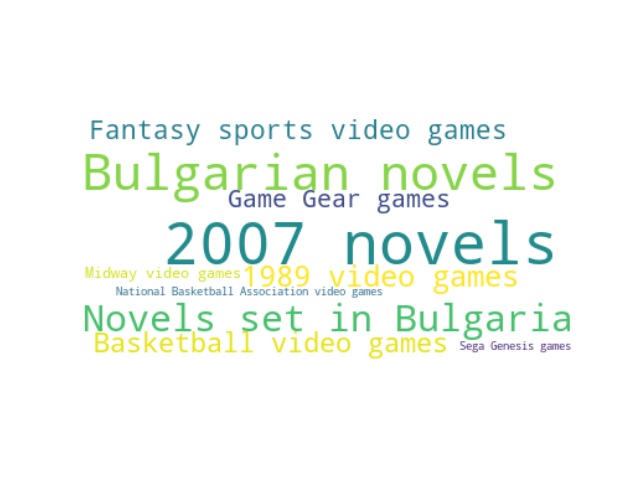 Fantasy sports video games
Bulgarian novels
Game Gear games
2007 novels
Midway video games
1989 video games
National Basketball Association video games
Novels set in Bulgaria
Basketball video games
Sega Genesis games